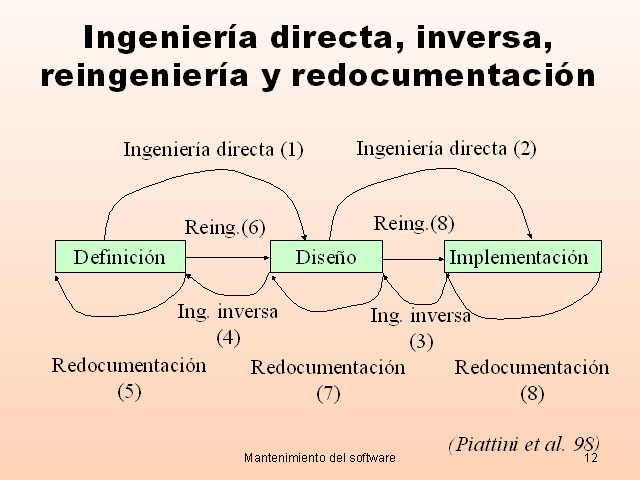 Ingeniería directa, inversa,
reingeniería y redocumentación
Ingeniería directa (1)
Ingeniería directa (2)
Reing.(6)
Reing.(8)
Definición
Diseño
Implementación
Ing. inversa
(4)
Ing. inversa
(3)
Redocumentación
(5)
Redocumentación
(7)
Redocumentación
(8)
(Piattini et al. 98)
Mantenimiento del software
12